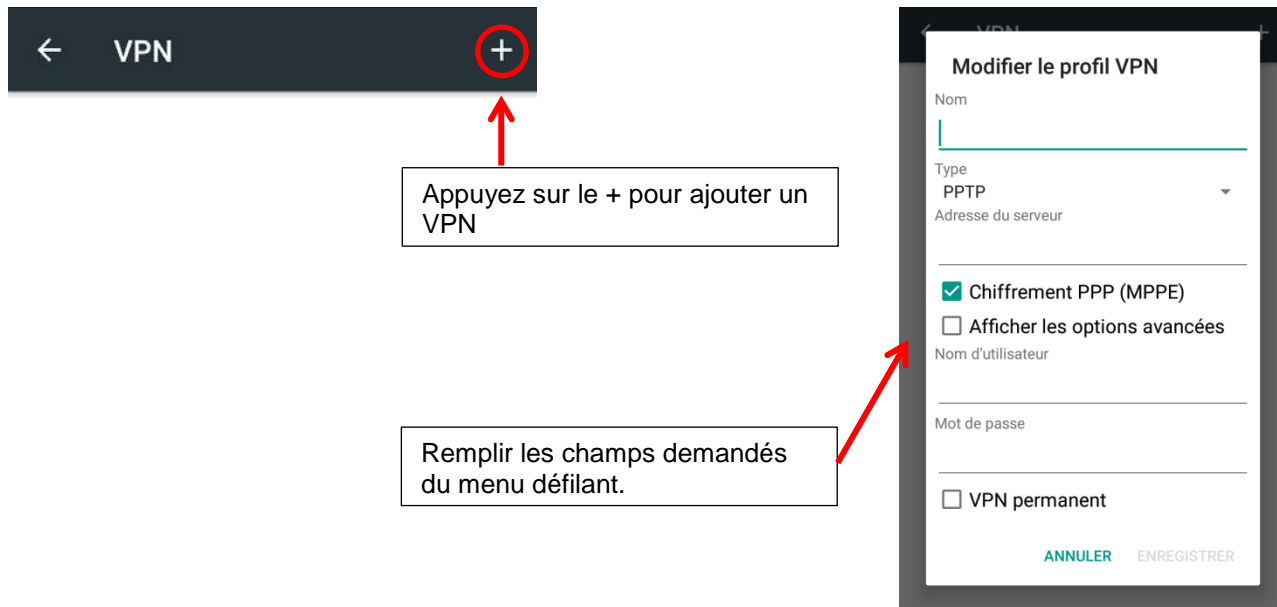 VPN +
Appuyez sur le + pour ajouter un
VPN
Remplir les champs demandés
du menu défilant.
VPN +
Modifier le profil VPN
Nom
Type
PPTP
Adresse du serveur
Chiffrement PPP (MPPE)
Afficher les options avancées
Nom d'utilisateur
Mot de passe
VPN permanent
ANNULER ENREGISTRER